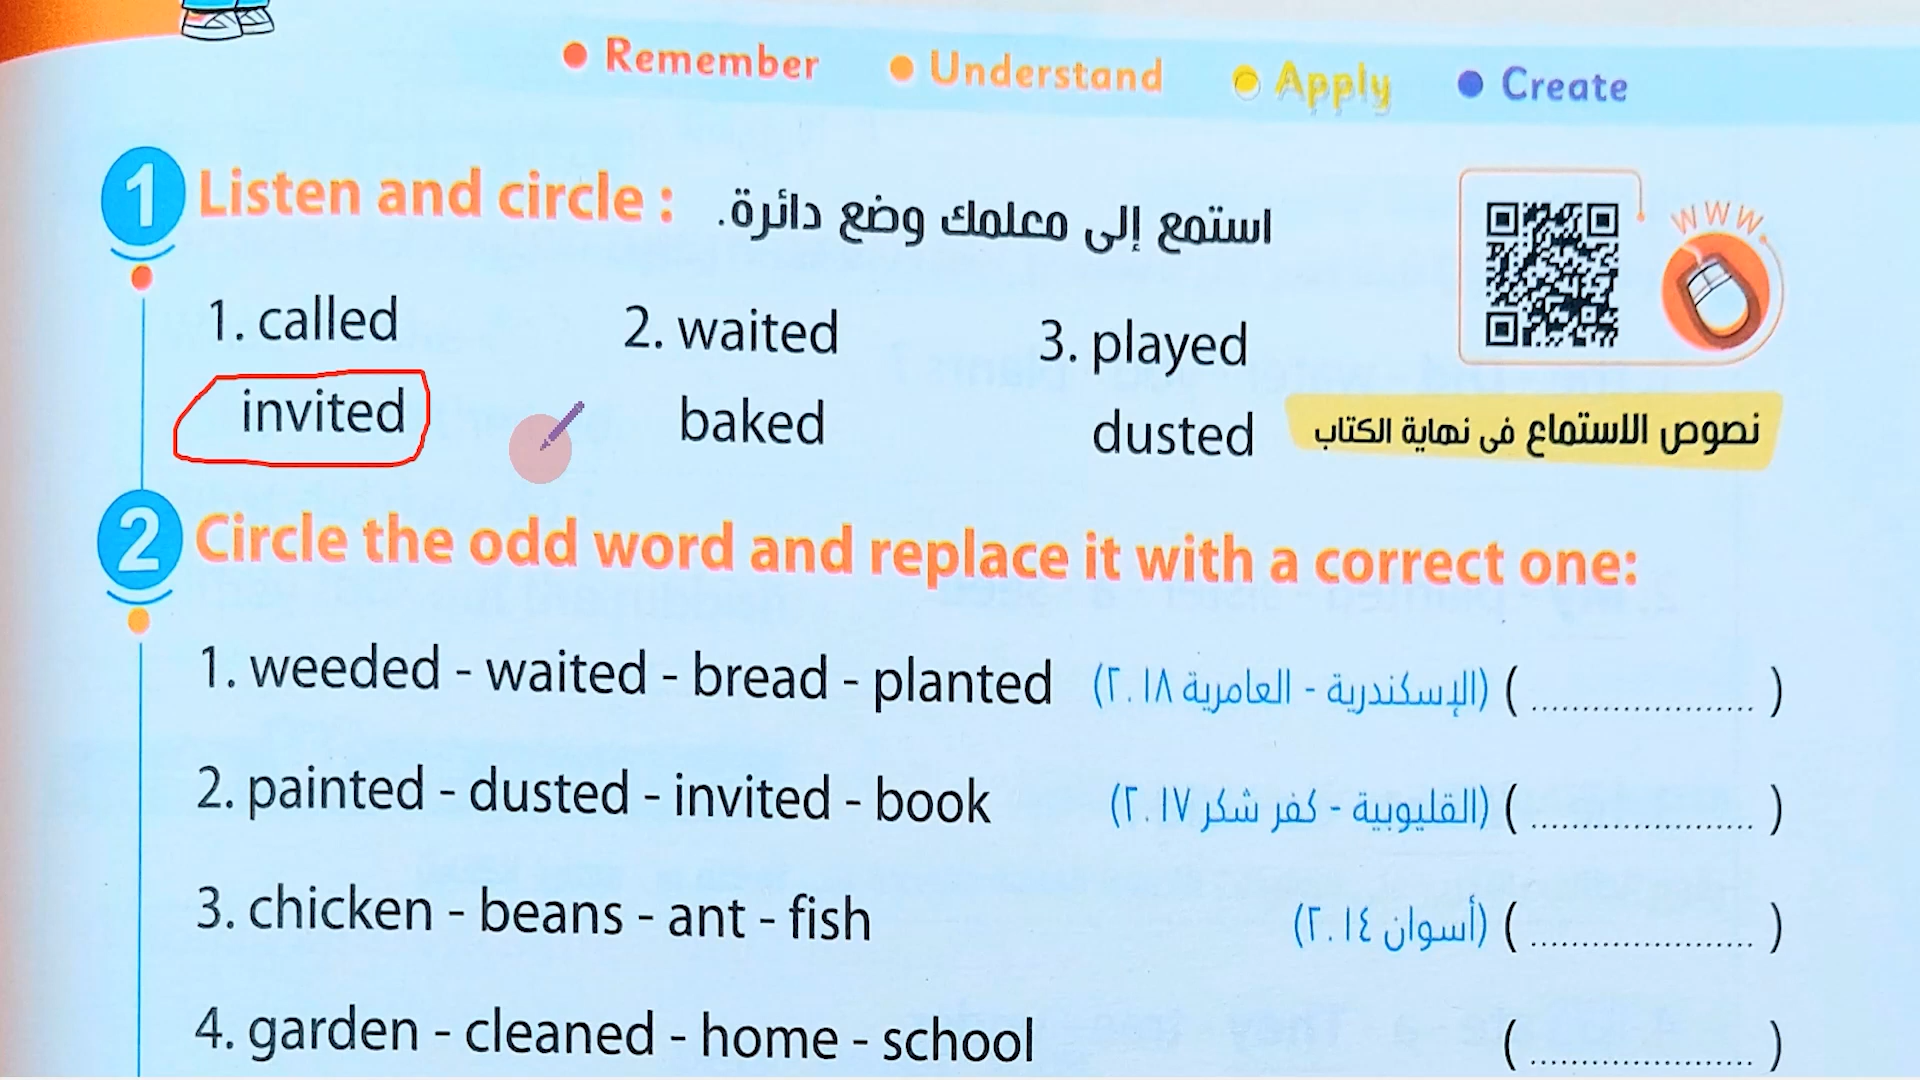 ● Remember ● Understand ● Apply ● Create
1 Listen and circle : استمع إلى معلمك وضع دائرة.
WWW
1. called 2. waited 3. played
invited baked dusted
نصوص الاستماع فى نهاية الكتاب
2 Circle the odd word and replace it with a correct one:
1. weeded - waited - bread - planted (الإسكندرية - العامرية ٢٠١٨) (......................)
2. painted - dusted - invited - book (القليوبية - كفر شكر ٢٠١٧) (......................)
3. chicken - beans - ant - fish (أسوان ٢٠١٤) (......................)
4. garden - cleaned - home - school (......................)